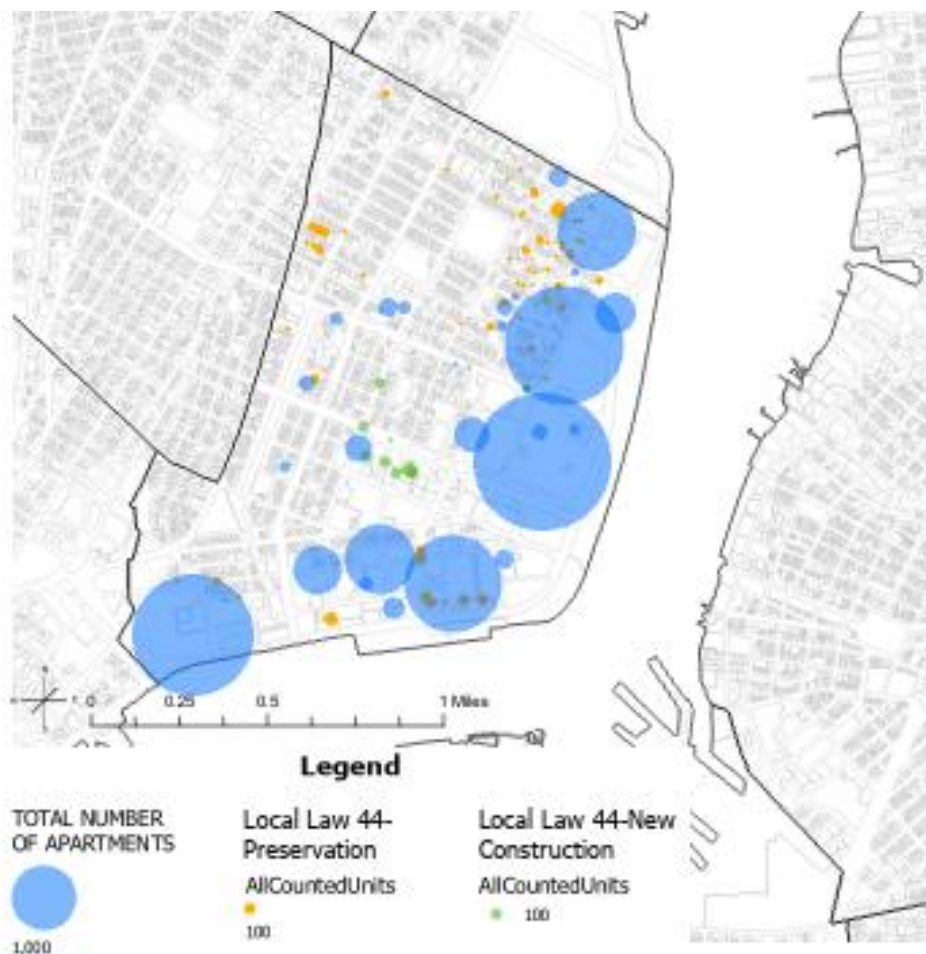 0
0.25
0.5
1 Miles
Legend
TOTAL NUMBER
OF APARTMENTS
1,000
Local Law 44-
Preservation
AllCountedUnits
100
Local Law 44-New
Construction
AllCountedUnits
100